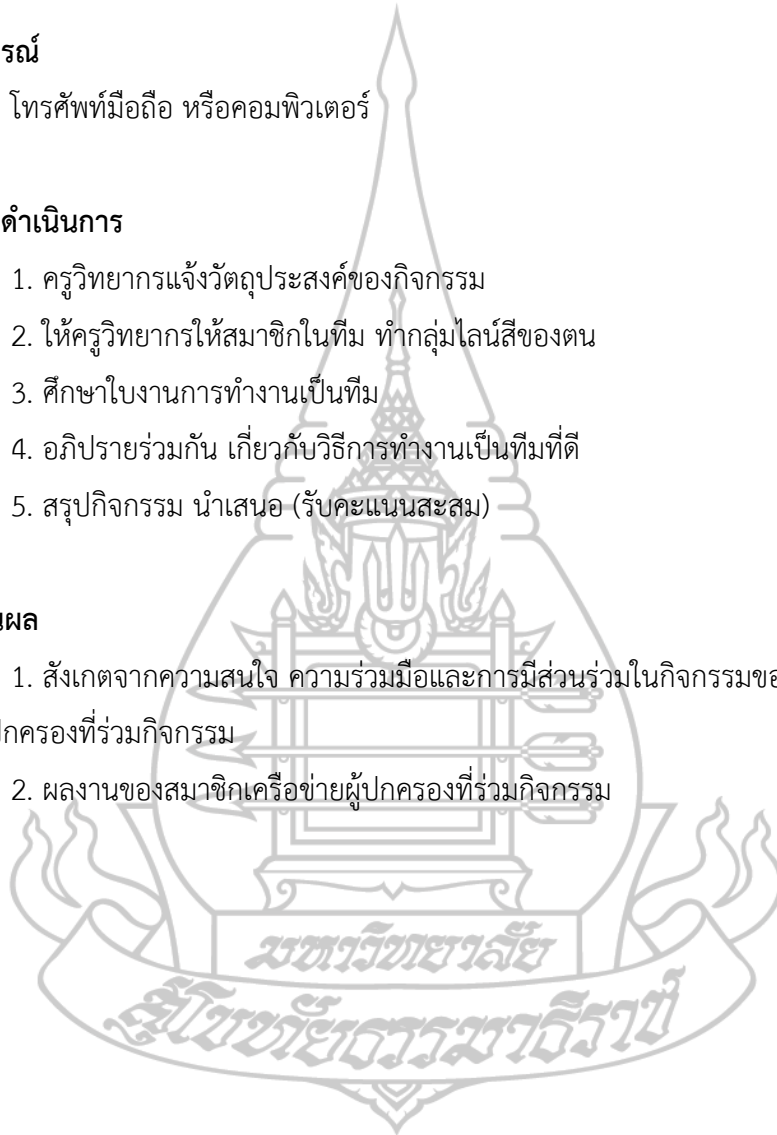 รณ์
โทรศัพท์มือถือ หรือคอมพิวเตอร์
ดำเนินการ
1. ครูวิทยากรแจ้งวัตถุประสงค์ของกิจกรรม
2. ให้ครูวิทยากรให้สมาชิกในทีม ทำกลุ่มไลน์สีของตน
3. ศึกษาใบงานการทำงานเป็นทีม
4. อภิปรายร่วมกัน เกี่ยวกับวิธีการทำงานเป็นทีมที่ดี
5. สรุปกิจกรรม นำเสนอ (รับคะแนนสะสม)
นผล
1. สังเกตจากความสนใจ ความร่วมมือและการมีส่วนร่วมในกิจกรรมขอ
ปกครองที่ร่วมกิจกรรม
2. ผลงานของสมาชิกเครือข่ายผู้ปกครองที่ร่วมกิจกรรม
มหาวิทยาลัย
สุโขทัยธรรมาธิราช